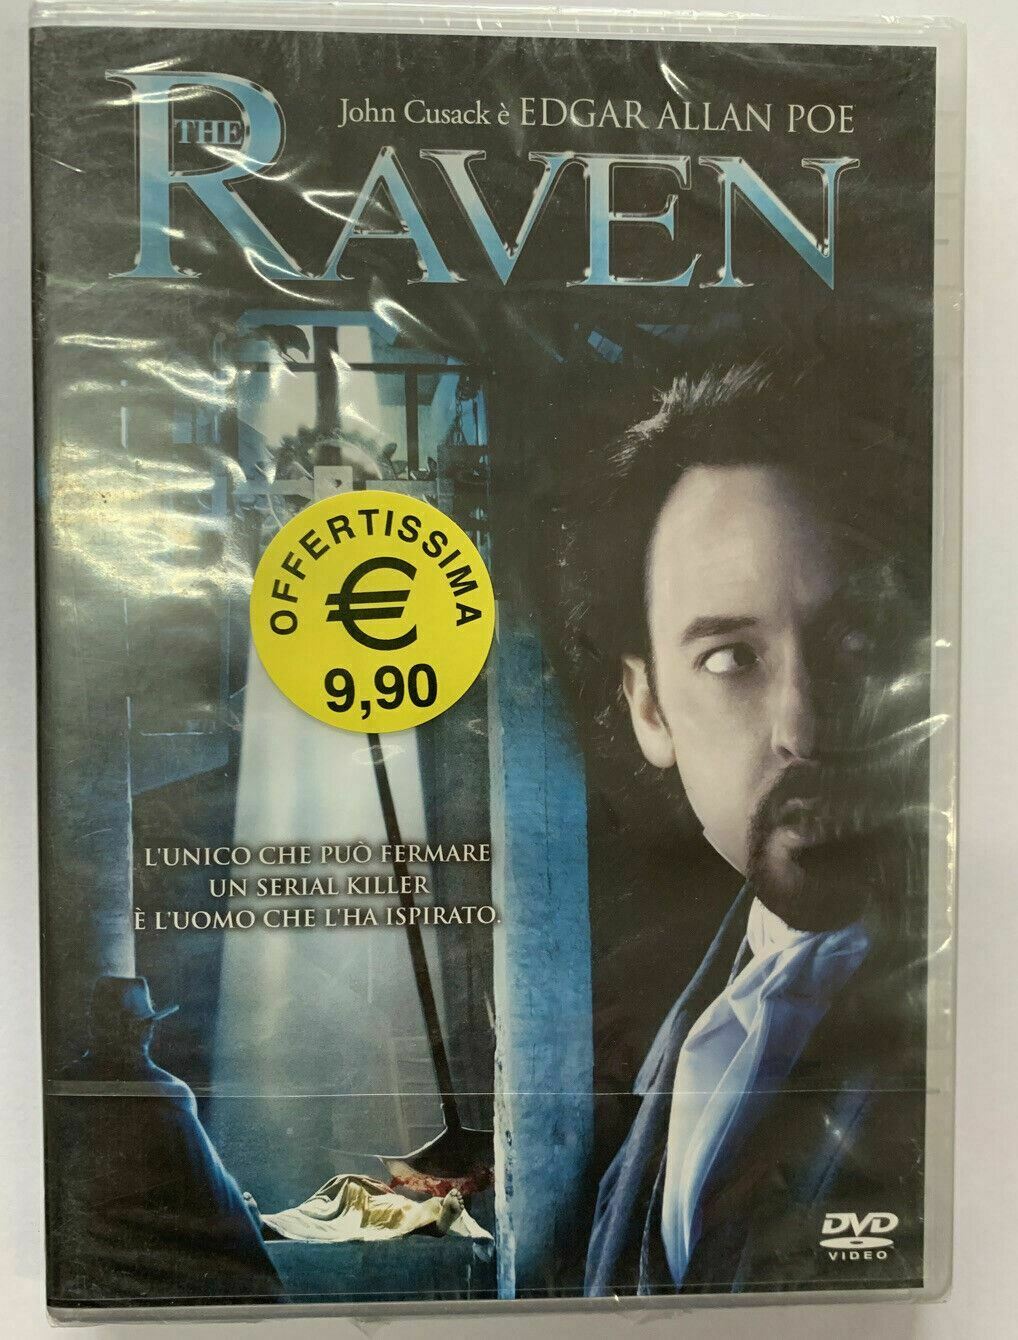 John Cusack è EDGAR ALLAN POE
THE
RAVEN
OFFERTISSIMA
€
9,90
L'UNICO CHE PUÒ FERMARE
UN SERIAL KILLER
È L'UOMO CHE L'HA ISPIRATO.
DVD
VIDEO